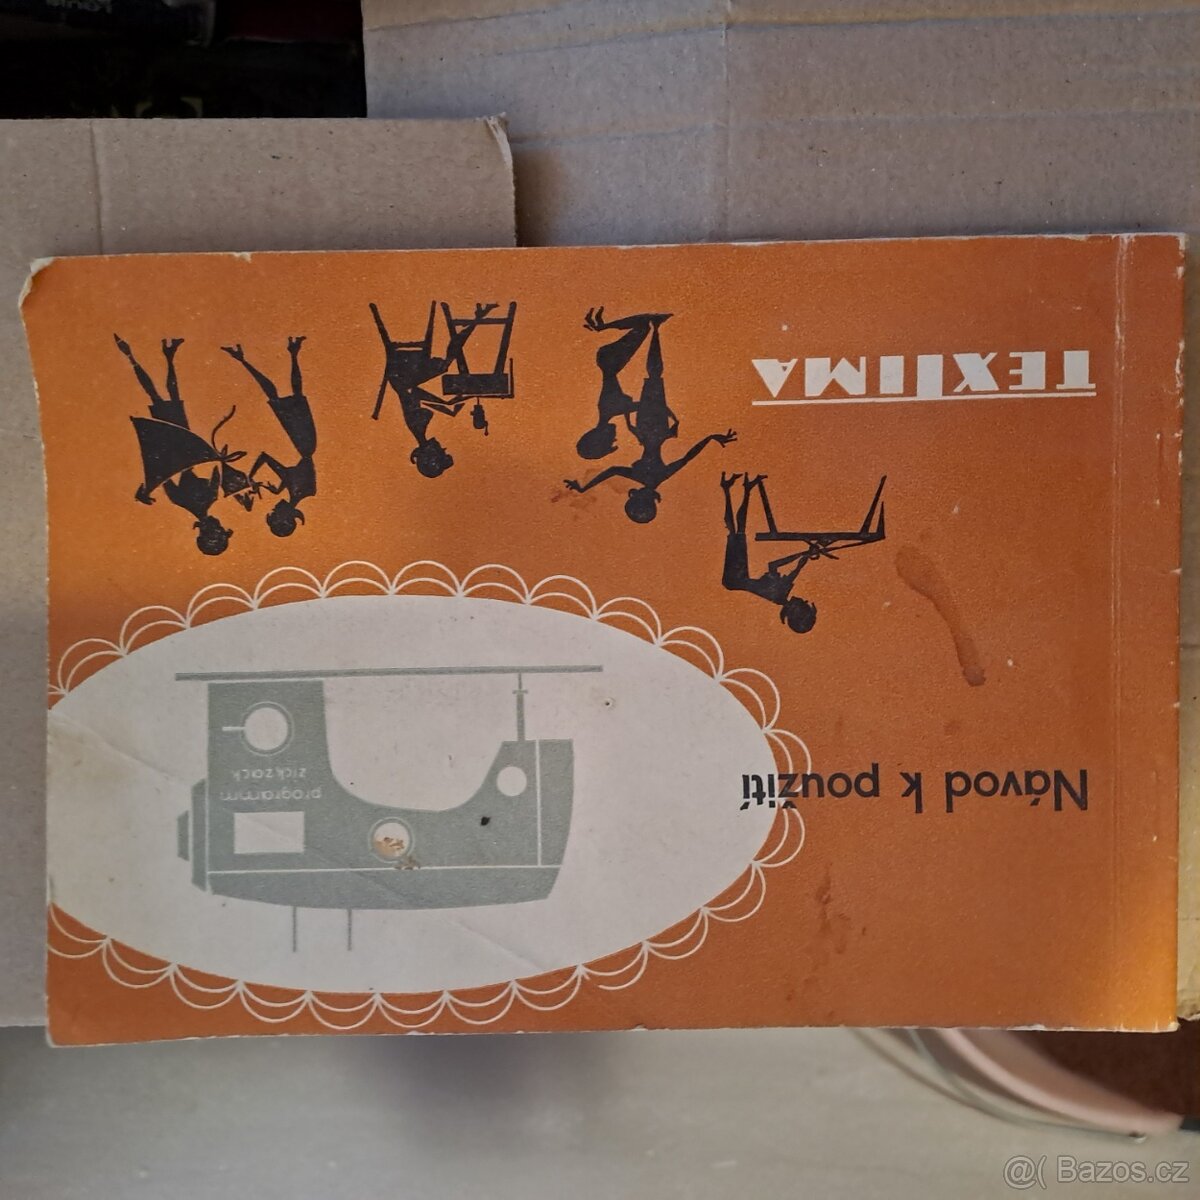 Návod k použití
programm
zickzack
TEXTIMA
@( Bazos.cz